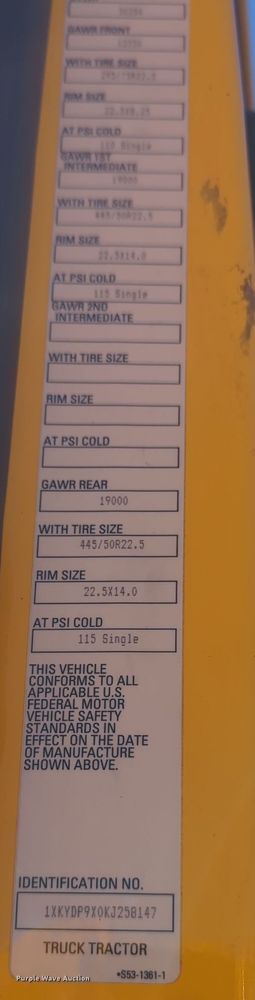 GAWR FRONT
WITH TIRE SIZE
RIM SIZE
AT PSI COLD
110 Single
GAWR 1ST
INTERMEDIATE
19000
WITH TIRE SIZE
445/50R22.5
RIM SIZE
22.5X14.0
AT PSI COLD
115 Single
GAWR 2ND
INTERMEDIATE
WITH TIRE SIZE
RIM SIZE
AT PSI COLD
GAWR REAR
19000
WITH TIRE SIZE
445/50R22.5
RIM SIZE
22.5X14.0
AT PSI COLD
115 Single
THIS VEHICLE
CONFORMS TO ALL
APPLICABLE U.S.
FEDERAL MOTOR
VEHICLE SAFETY
STANDARDS IN
EFFECT ON THE DATE
OF MANUFACTURE
SHOWN ABOVE.
IDENTIFICATION NO.
1XKYDP9X0KJ258147
TRUCK TRACTOR
•S53-1361-1
Purple Wave Auction